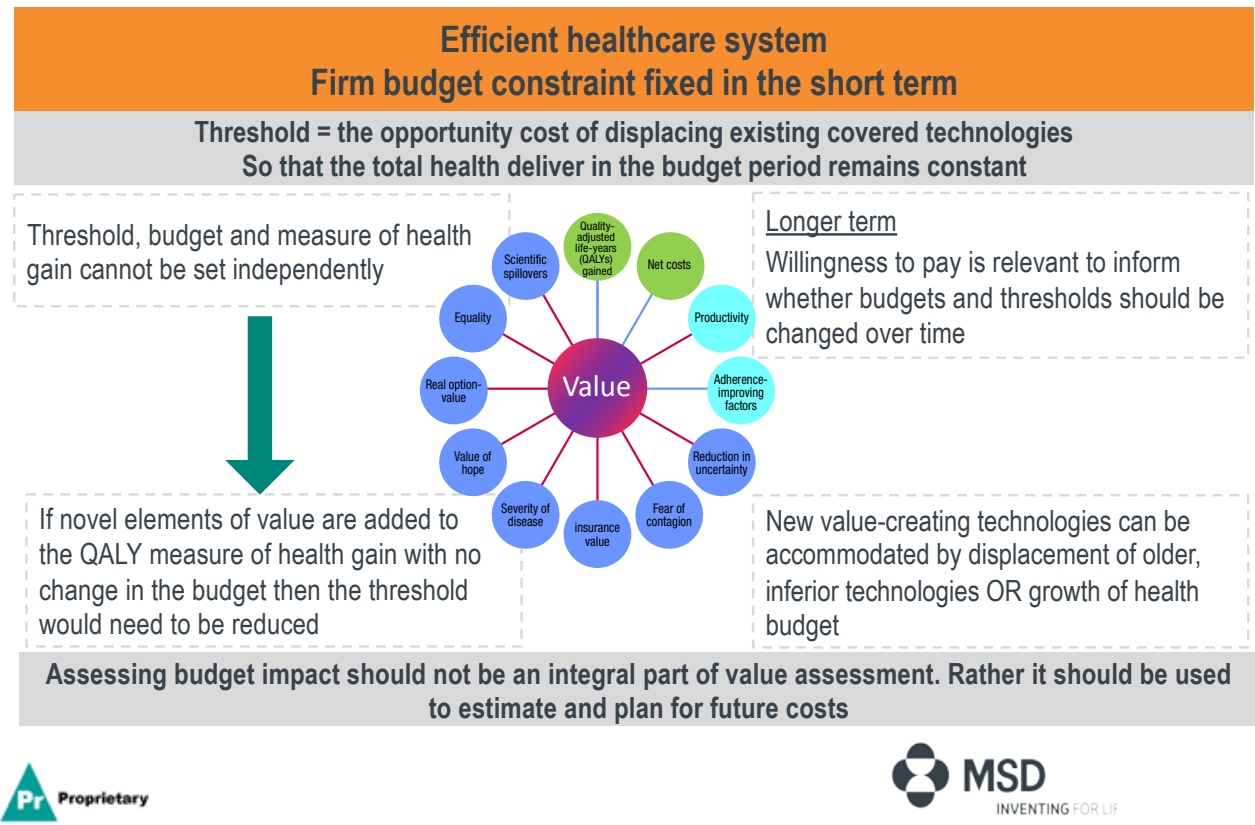 Efficient healthcare system
Firm budget constraint fixed in the short term
Threshold = the opportunity cost of displacing existing covered technologies
So that the total health deliver in the budget period remains constant
Threshold, budget and measure of health
gain cannot be set independently
If novel elements of value are added to
the QALY measure of health gain with no
change in the budget then the threshold
would need to be reduced
Value
Quality-
adjusted
life-years
(QALYs)
gained
Net costs
Productivity
Adherence-
improving
factors
Reduction in
uncertainty
Fear of
contagion
insurance
value
Severity of
disease
Value of
hope
Real option-
value
Equality
Scientific
spillovers
Longer term
Willingness to pay is relevant to inform
whether budgets and thresholds should be
changed over time
New value-creating technologies can be
accommodated by displacement of older,
inferior technologies OR growth of health
budget
Assessing budget impact should not be an integral part of value assessment. Rather it should be used
to estimate and plan for future costs
Pr Proprietary
MSD
INVENTING FOR LIF